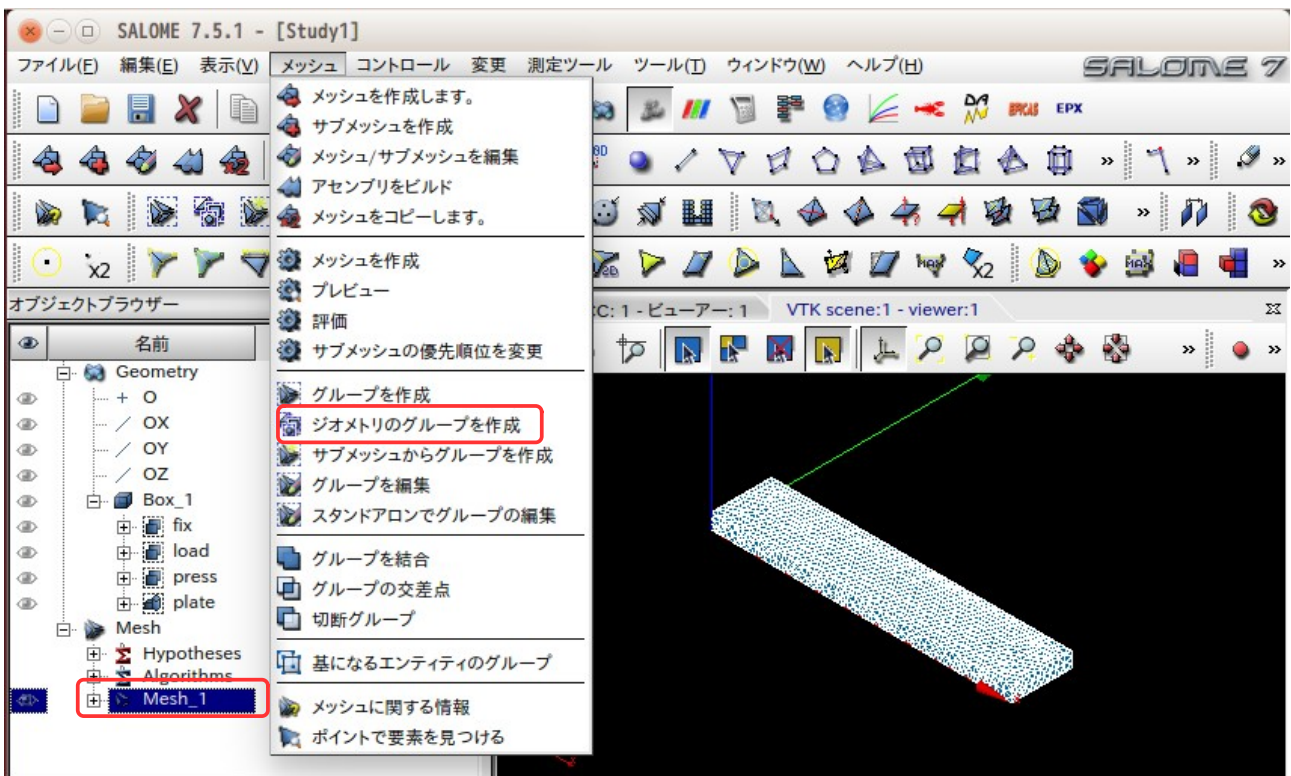 SALOME 7.5.1 - [Study1]
ファイル(F) 編集(E) 表示(V) メッシュ コントロール 変更 測定ツール ツール(T) ウィンドウ(W) ヘルプ(H) SALOME 7
EPX
x2
2D
MAX
x2
MAX
メッシュを作成します。
サブメッシュを作成
メッシュ/サブメッシュを編集
アセンブリをビルド
メッシュをコピーします。
メッシュを作成
プレビュー
評価
サブメッシュの優先順位を変更
グループを作成
ジオメトリのグループを作成
サブメッシュからグループを作成
グループを編集
スタンドアロンでグループの編集
グループを結合
グループの交差点
切断グループ
基になるエンティティのグループ
メッシュに関する情報
ポイントで要素を見つける
オブジェクトブラウザー
名前
Geometry
O
OX
OY
OZ
Box_1
fix
load
press
plate
Mesh
Hypotheses
Algorithms
Mesh_1
CC: 1 - ビューアー: 1 VTK scene:1 - viewer:1